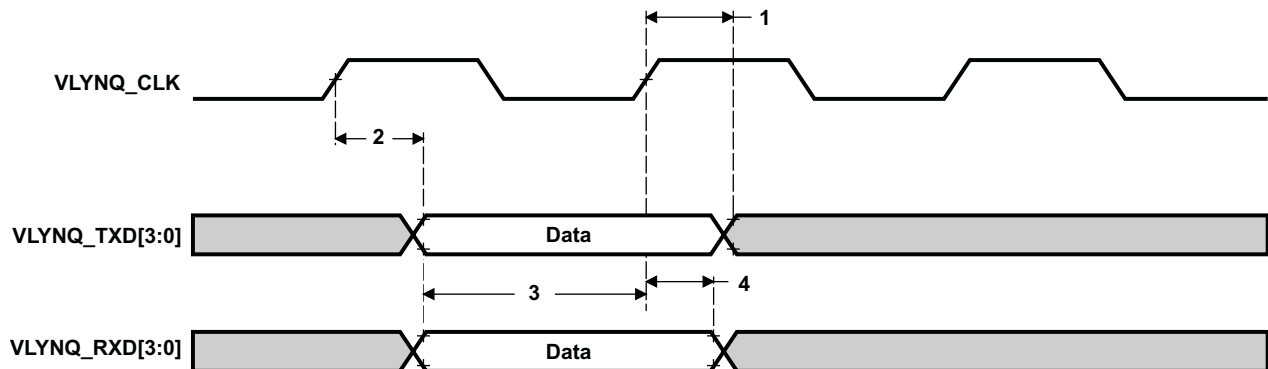 1
VLYNQ_CLK
2
VLYNQ_TXD[3:0]
Data
3
4
VLYNQ_RXD[3:0]
Data